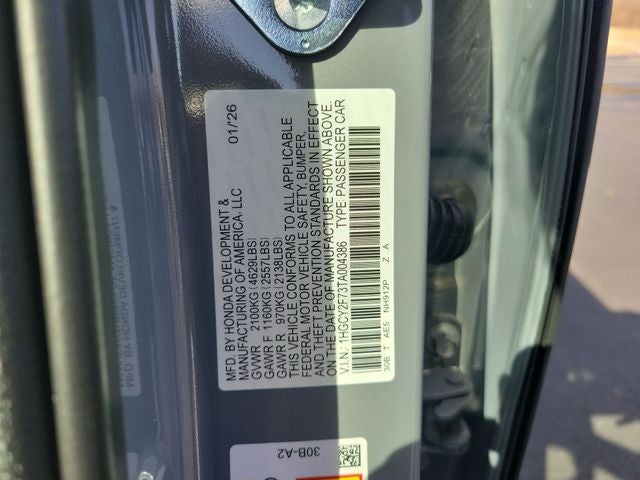 MFD. BY HONDA DEVELOPMENT & 01/'26
MANUFACTURING OF AMERICA, LLC
GVWR 2100KG(4629LBS)
GAWR F 1160KG(2557LBS)
GAWR R 970KG(2138LBS)
THIS VEHICLE CONFORMS TO ALL APPLICABLE
FEDERAL MOTOR VEHICLE SAFETY, BUMPER,
AND THEFT PREVENTION STANDARDS IN EFFECT
ON THE DATE OF MANUFACTURE SHOWN ABOVE.
V.I.N.: 1HGCY2F73TA004386 TYPE: PASSENGER CAR
30B T AE5 NH912P Z A
30B-A2